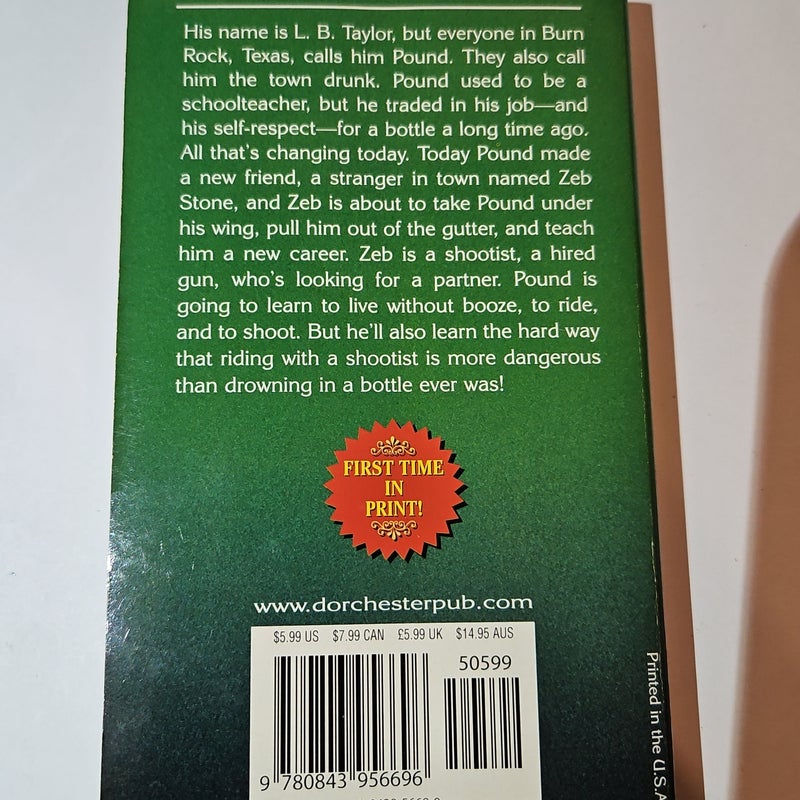 His name is L. B. Taylor, but everyone in Burn
Rock, Texas, calls him Pound. They also call
him the town drunk. Pound used to be a
schoolteacher, but he traded in his job—and
his self-respect—for a bottle a long time ago.
All that's changing today. Today Pound made
a new friend, a stranger in town named Zeb
Stone, and Zeb is about to take Pound under
his wing, pull him out of the gutter, and teach
him a new career. Zeb is a shootist, a hired
gun, who's looking for a partner. Pound is
going to learn to live without booze, to ride,
and to shoot. But he'll also learn the hard way
that riding with a shootist is more dangerous
than drowning in a bottle ever was!
FIRST TIME
IN
PRINT!
www.dorchesterpub.com
$5.99 US $7.99 CAN £5.99 UK $14.95 AUS
50599
9 780843 956696
Printed in the U.S.A